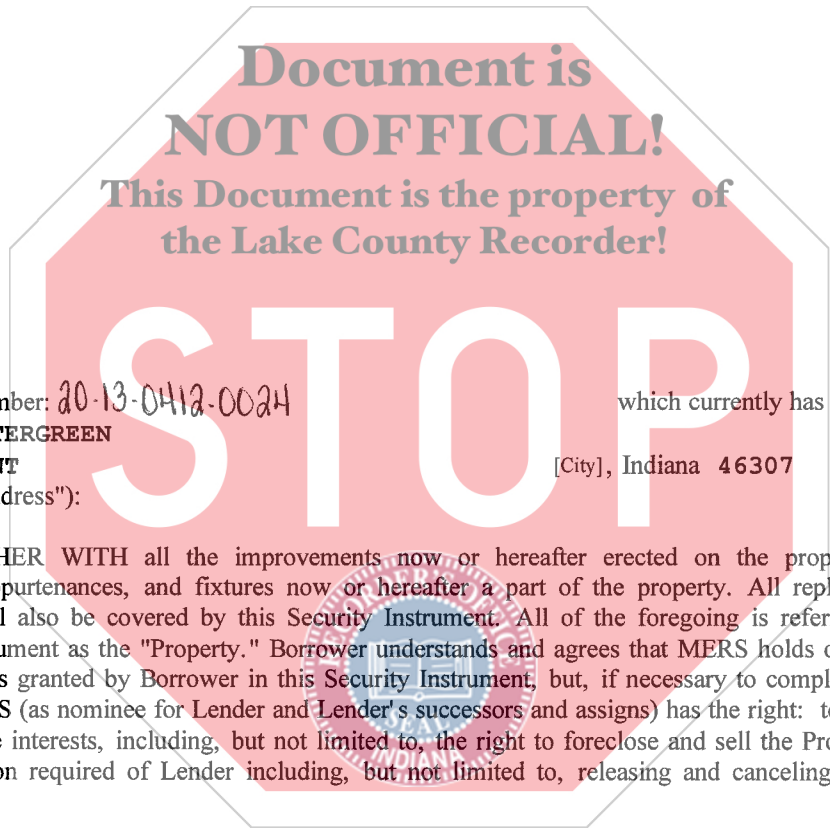 Document is
NOT OFFICIAL!
This Document is the property of
the Lake County Recorder!
STOP
mber: 20-13-0412-0024 which currently has
TERGREEN
NT [City], Indiana 46307
dress"):
HER WITH all the improvements now or hereafter erected on the prop
purtenances, and fixtures now or hereafter a part of the property. All repl
l also be covered by this Security Instrument. All of the foregoing is refer
ument as the "Property." Borrower understands and agrees that MERS holds o
s granted by Borrower in this Security Instrument, but, if necessary to compl
S (as nominee for Lender and Lender's successors and assigns) has the right: t
e interests, including, but not limited to, the right to foreclose and sell the Pro
on required of Lender including, but not limited to, releasing and canceling
RECORDER'S OFFICE
SEAL
INDIANA